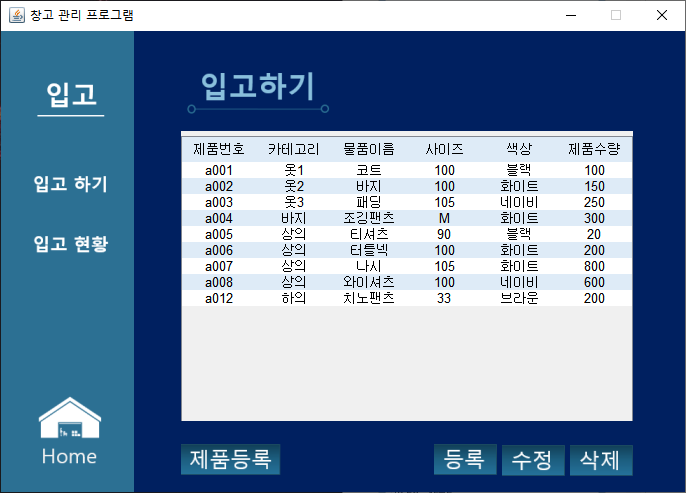 창고 관리 프로그램
입고
입고 하기
입고 현황
Home
입고하기
제품번호 카테고리 물품이름 사이즈 색상 제품수량
a001 옷1 코트 100 블랙 100
a002 옷2 바지 100 화이트 150
a003 옷3 패딩 105 네이비 250
a004 바지 조깅팬츠 M 화이트 300
a005 상의 티셔츠 90 블랙 20
a006 상의 터틀넥 100 화이트 200
a007 상의 나시 105 화이트 800
a008 상의 와이셔츠 100 네이비 600
a012 하의 치노팬츠 33 브라운 200
제품등록 등록 수정 삭제